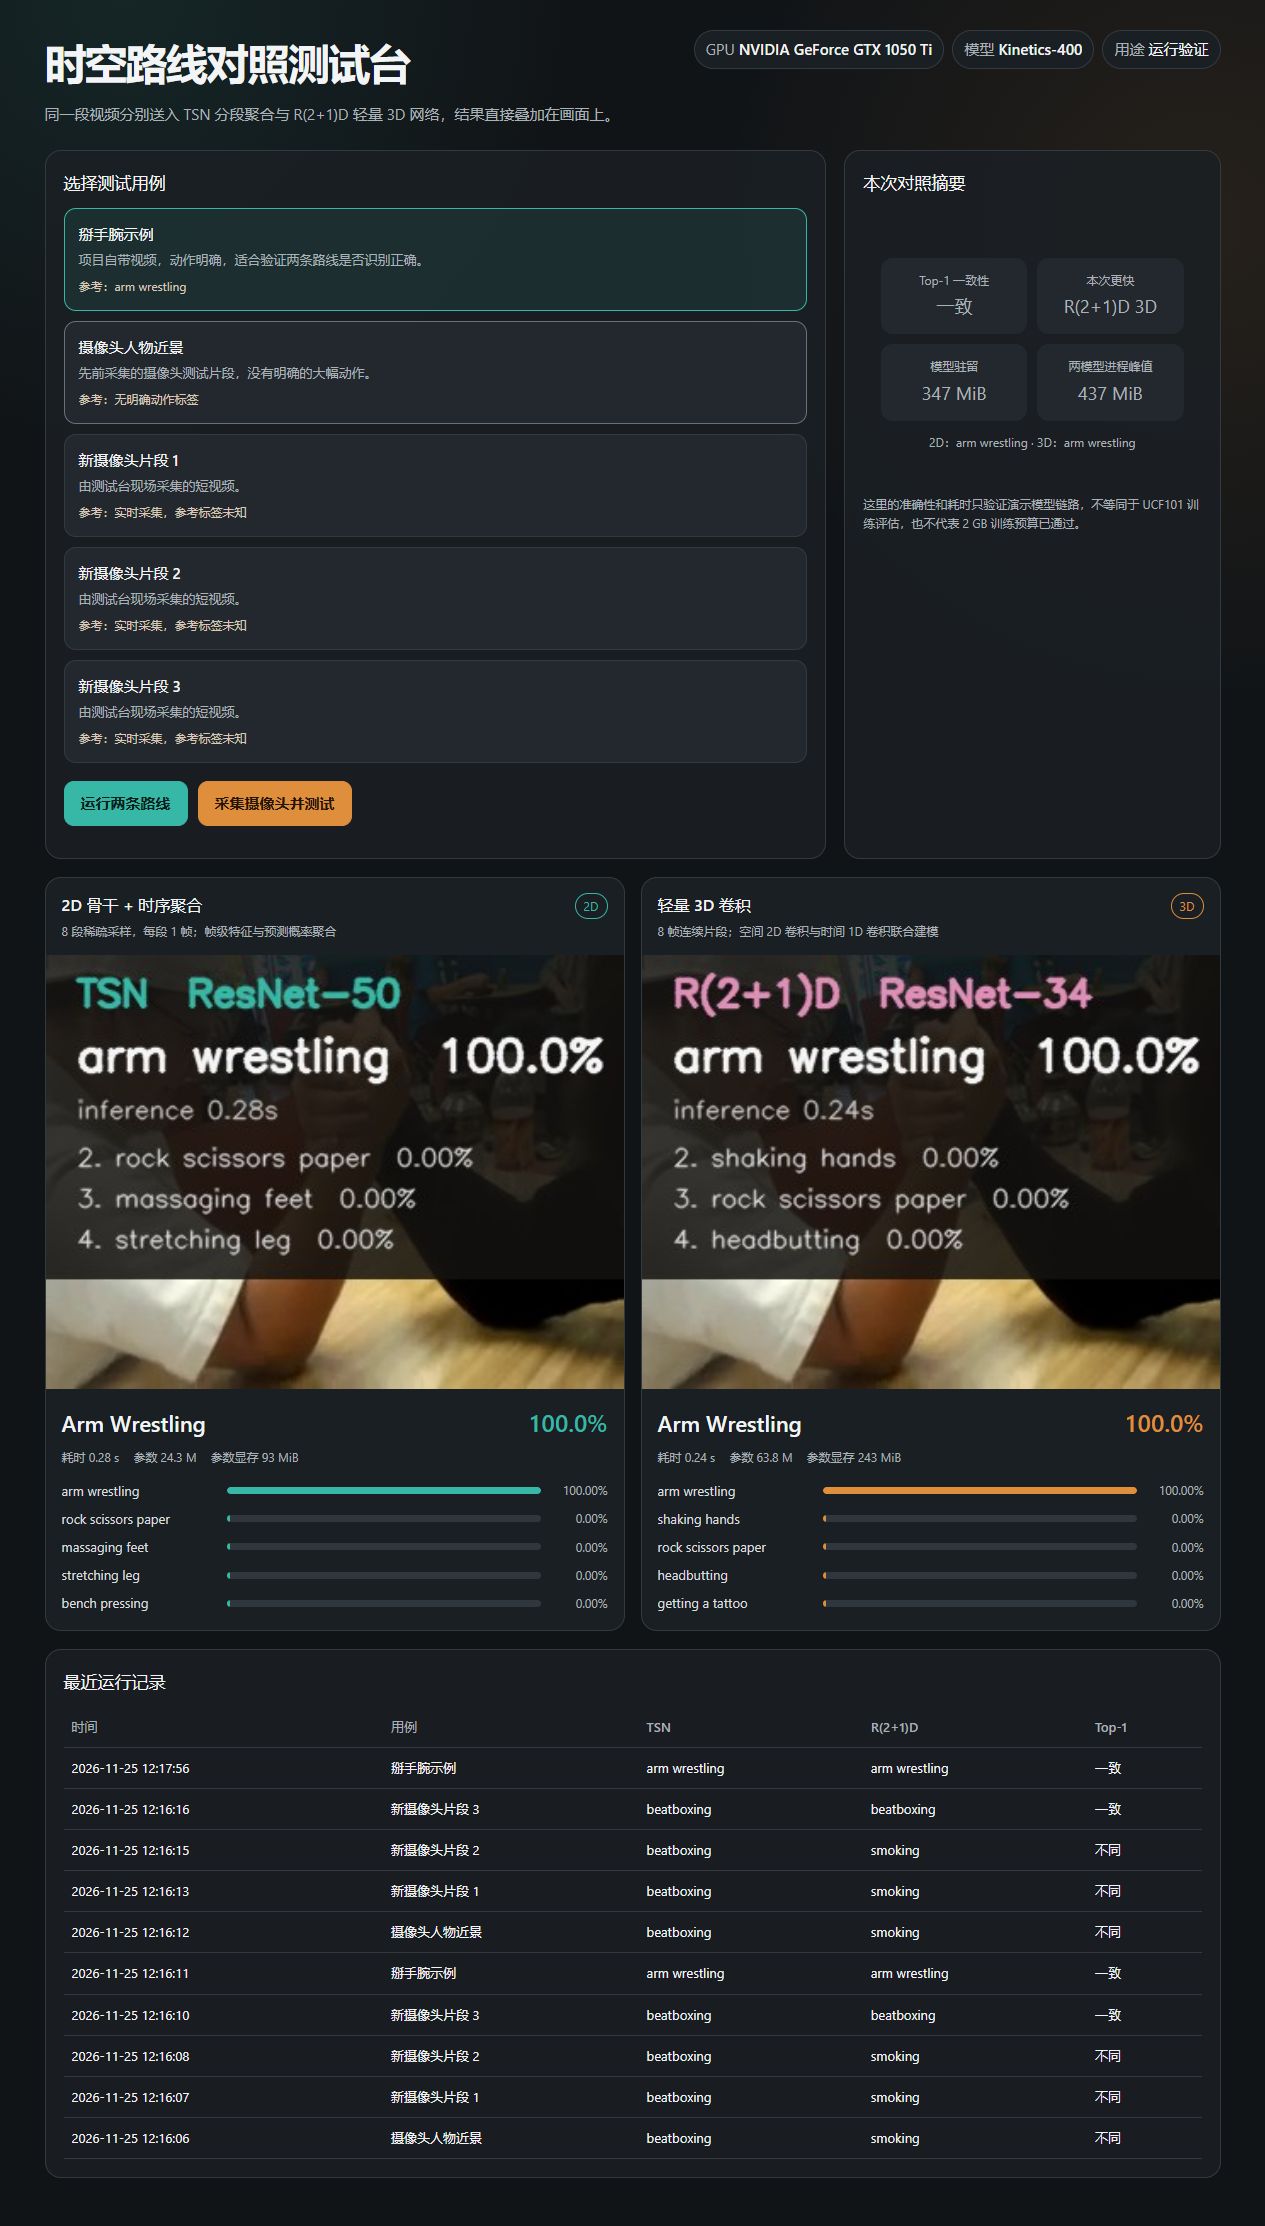 时空路线对照测试台
GPU NVIDIA GeForce GTX 1050 Ti
模型 Kinetics-400
用途 运行验证
同一段视频分别送入 TSN 分段聚合与 R(2+1)D 轻量 3D 网络，结果直接叠加在画面上。
选择测试用例
掰手腕示例
项目自带视频，动作明确，适合验证两条路线是否识别正确。
参考：arm wrestling
摄像头人物近景
先前采集的摄像头测试片段，没有明确的大幅动作。
参考：无明确动作标签
新摄像头片段 1
由测试台现场采集的短视频。
参考：实时采集，参考标签未知
新摄像头片段 2
由测试台现场采集的短视频。
参考：实时采集，参考标签未知
新摄像头片段 3
由测试台现场采集的短视频。
参考：实时采集，参考标签未知
运行两条路线
采集摄像头并测试
本次对照摘要
Top-1 一致性
一致
本次更快
R(2+1)D 3D
模型驻留
347 MiB
两模型进程峰值
437 MiB
2D：arm wrestling · 3D：arm wrestling
这里的准确性和耗时只验证演示模型链路，不等同于 UCF101 训
练评估，也不代表 2 GB 训练预算已通过。
2D 骨干 + 时序聚合
2D
8 段稀疏采样，每段 1 帧；帧级特征与预测概率聚合
TSN ResNet-50
arm wrestling 100.0%
inference 0.28s
2. rock scissors paper 0.00%
3. massaging feet 0.00%
4. stretching leg 0.00%
Arm Wrestling 100.0%
耗时 0.28 s 参数 24.3 M 参数显存 93 MiB
arm wrestling 100.00%
rock scissors paper 0.00%
massaging feet 0.00%
stretching leg 0.00%
bench pressing 0.00%
轻量 3D 卷积
3D
8 帧连续片段；空间 2D 卷积与时间 1D 卷积联合建模
R(2+1)D ResNet-34
arm wrestling 100.0%
inference 0.24s
2. shaking hands 0.00%
3. rock scissors paper 0.00%
4. headbutting 0.00%
Arm Wrestling 100.0%
耗时 0.24 s 参数 63.8 M 参数显存 243 MiB
arm wrestling 100.00%
shaking hands 0.00%
rock scissors paper 0.00%
headbutting 0.00%
getting a tattoo 0.00%
最近运行记录
时间 用例 TSN R(2+1)D Top-1
2026-11-25 12:17:56 掰手腕示例 arm wrestling arm wrestling 一致
2026-11-25 12:16:16 新摄像头片段 3 beatboxing beatboxing 一致
2026-11-25 12:16:15 新摄像头片段 2 beatboxing smoking 不同
2026-11-25 12:16:13 新摄像头片段 1 beatboxing smoking 不同
2026-11-25 12:16:12 摄像头人物近景 beatboxing smoking 不同
2026-11-25 12:16:11 掰手腕示例 arm wrestling arm wrestling 一致
2026-11-25 12:16:10 新摄像头片段 3 beatboxing beatboxing 一致
2026-11-25 12:16:08 新摄像头片段 2 beatboxing smoking 不同
2026-11-25 12:16:07 新摄像头片段 1 beatboxing smoking 不同
2026-11-25 12:16:06 摄像头人物近景 beatboxing smoking 不同